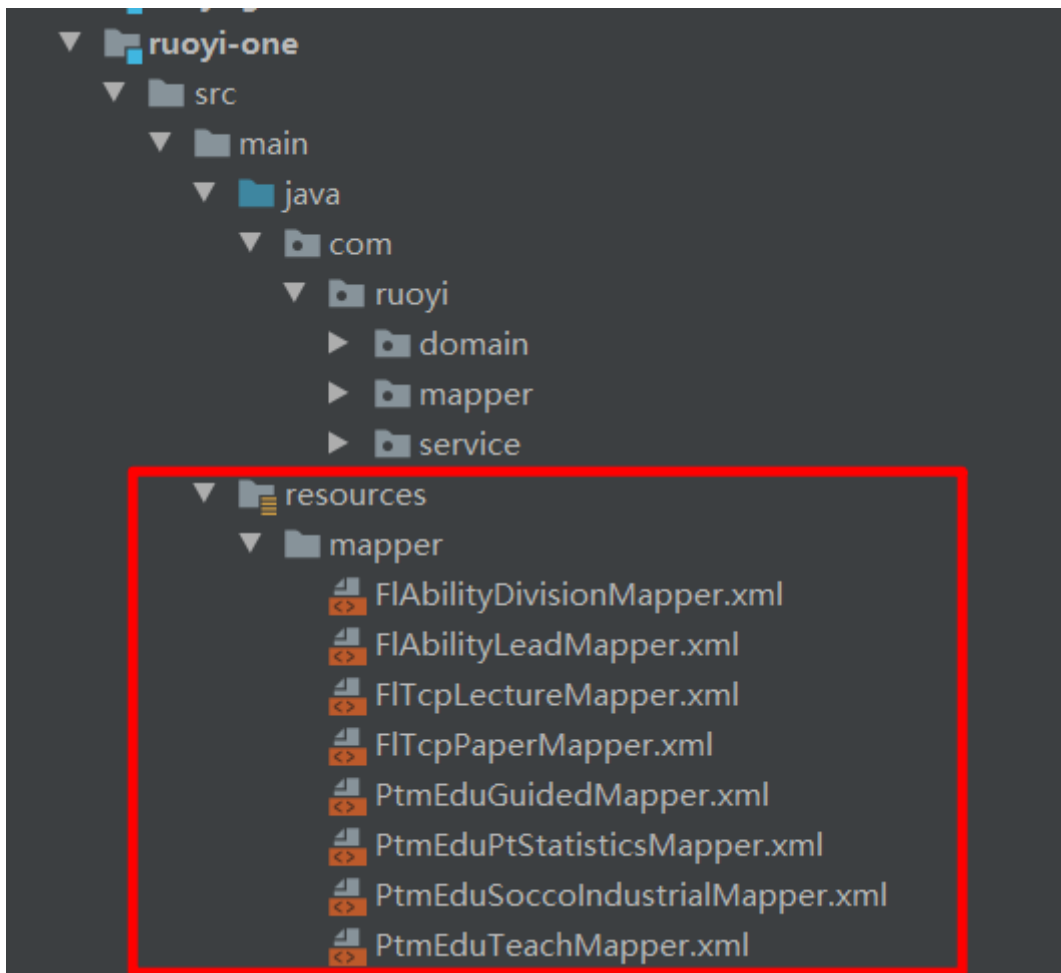 ruoyi-one
src
main
java
com
ruoyi
domain
mapper
service
resources
mapper
FlAbilityDivisionMapper.xml
FlAbilityLeadMapper.xml
FlTcpLectureMapper.xml
FlTcpPaperMapper.xml
PtmEduGuidedMapper.xml
PtmEduPtStatisticsMapper.xml
PtmEduSoccoIndustrialMapper.xml
PtmEduTeachMapper.xml